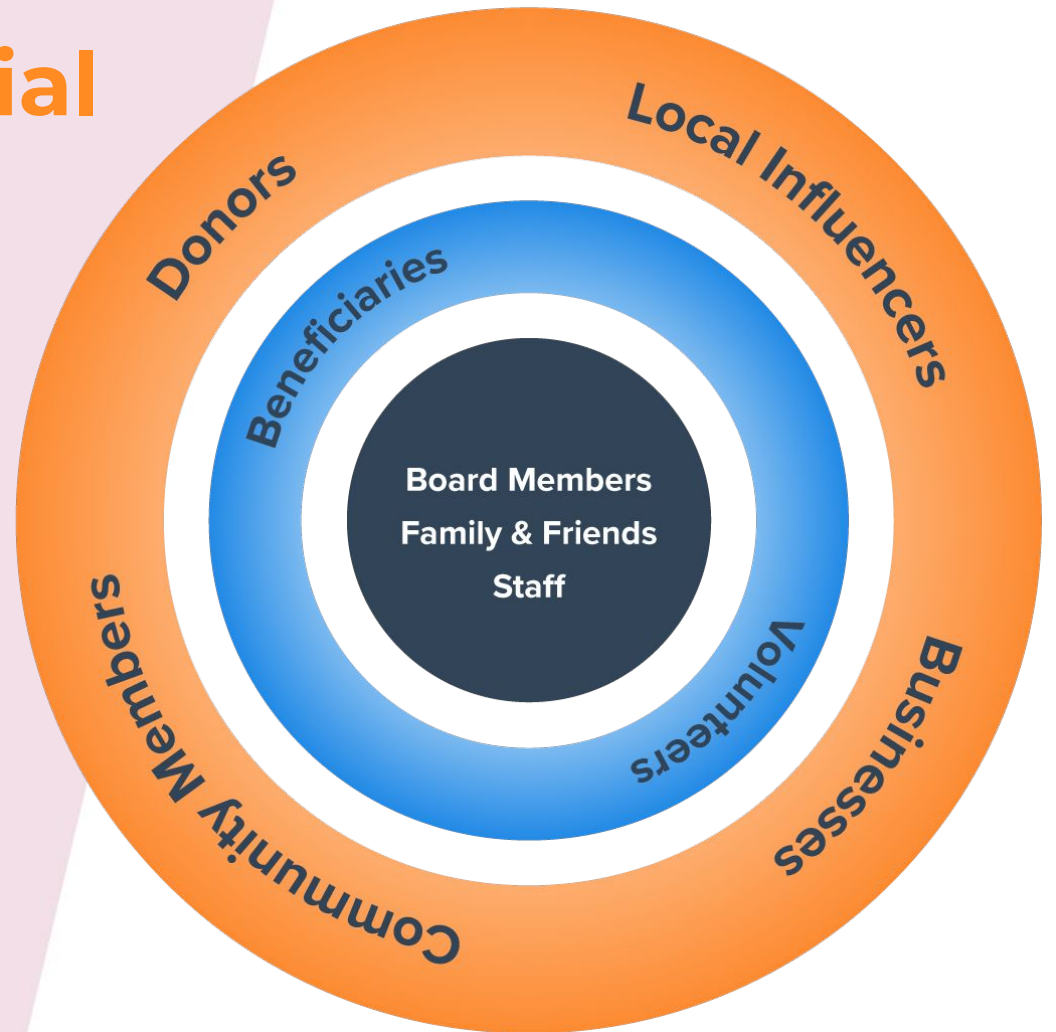 ial
Donors
Local Influencers
Beneficiaries
Board Members
Family & Friends
Staff
Volunteers
Community Members
Businesses